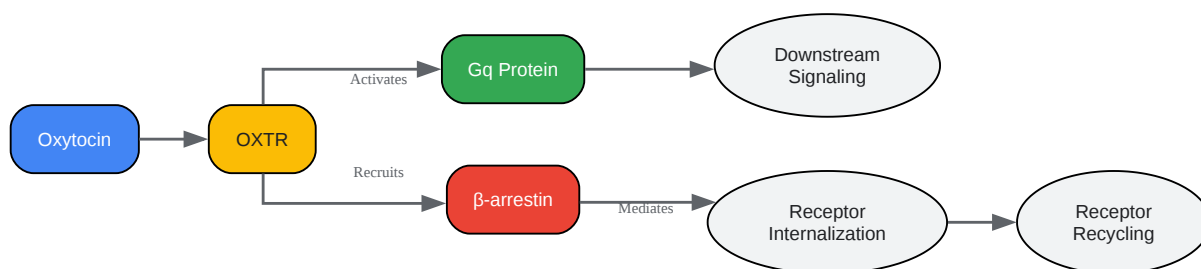 Oxytocin
OXTR
Activates
Gq Protein
Downstream
Signaling
Recruits
β-arrestin
Mediates
Receptor
Internalization
Receptor
Recycling